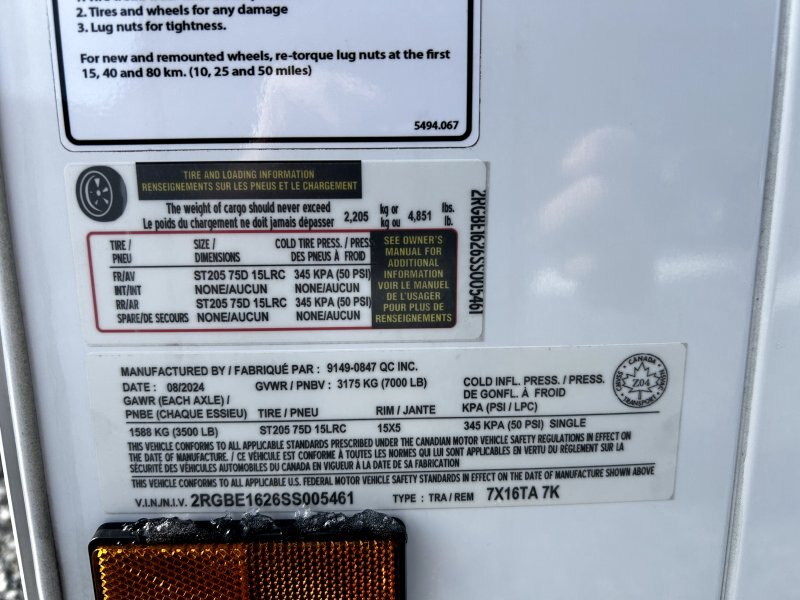 2. Tires and wheels for any damage
3. Lug nuts for tightness.
For new and remounted wheels, re-torque lug nuts at the first
15, 40 and 80 km. (10, 25 and 50 miles)
5494.067
TIRE AND LOADING INFORMATION
RENSEIGNEMENTS SUR LES PNEUS ET LE CHARGEMENT
The weight of cargo should never exceed
Le poids du chargement ne doit jamais dépasser
2,205 kg or kg ou 4,851 lbs. lb.
TIRE / SIZE / COLD TIRE PRESS. / PRESS
PNEU DIMENSIONS DES PNEUS À FROID
FR/AV ST205 75D 15LRC 345 KPA (50 PSI)
INT/INT NONE/AUCUN NONE/AUCUN
RR/AR ST205 75D 15LRC 345 KPA (50 PSI)
SPARE/DE SECOURS NONE/AUCUN NONE/AUCUN
SEE OWNER'S
MANUAL FOR
ADDITIONAL
INFORMATION
VOIR LE MANUEL
DE L'USAGER
POUR PLUS DE
RENSEIGNEMENTS
2RGBE1626SS005461
MANUFACTURED BY / FABRIQUÉ PAR : 9149-0847 QC INC.
DATE : 08/2024 GVWR / PNBV : 3175 KG (7000 LB)
COLD INFL. PRESS. / PRESS.
DE GONFL. À FROID
KPA (PSI / LPC)
GAWR (EACH AXLE) /
PNBE (CHAQUE ESSIEU) TIRE / PNEU RIM / JANTE
1588 KG (3500 LB) ST205 75D 15LRC 15X5 345 KPA (50 PSI) SINGLE
CANADA
Z04
TRANSPORT
THIS VEHICLE CONFORMS TO ALL APPLICABLE STANDARDS PRESCRIBED UNDER THE CANADIAN MOTOR VEHICLE SAFETY REGULATIONS IN EFFECT ON
THE DATE OF MANUFACTURE. / CE VÉHICULE EST CONFORME À TOUTES LES NORMES QUI LUI SONT APPLICABLES EN VERTU DU RÈGLEMENT SUR LA
SÉCURITÉ DES VÉHICULES AUTOMOBILES DU CANADA EN VIGUEUR À LA DATE DE SA FABRICATION
THIS VEHICLE CONFORMS TO ALL APPLICABLE U.S. FEDERAL MOTOR VEHICLE SAFETY STANDARDS IN EFFECT ON THE DATE OF MANUFACTURE SHOWN ABOVE
V.I.N./N.I.V. 2RGBE1626SS005461 TYPE : TRA / REM 7X16TA 7K